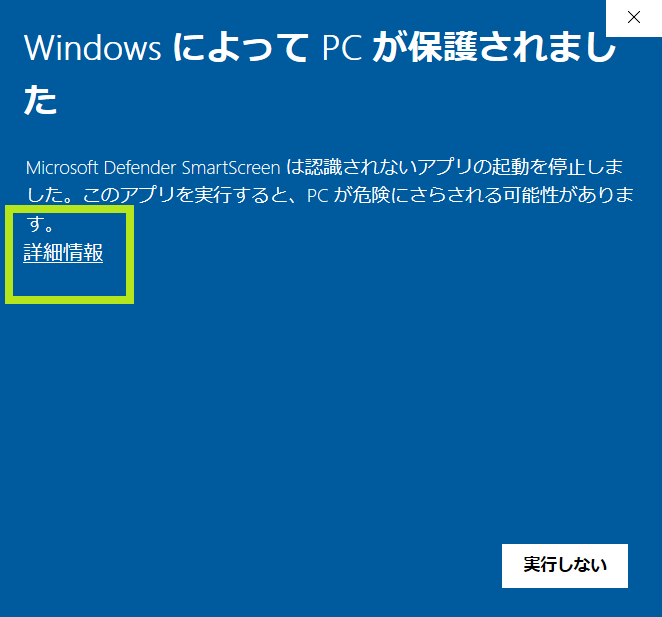 Windows によって PC が保護されまし
た
Microsoft Defender SmartScreen は認識されないアプリの起動を停止しま
した。このアプリを実行すると、PC が危険にさらされる可能性がありま
す。
詳細情報
実行しない